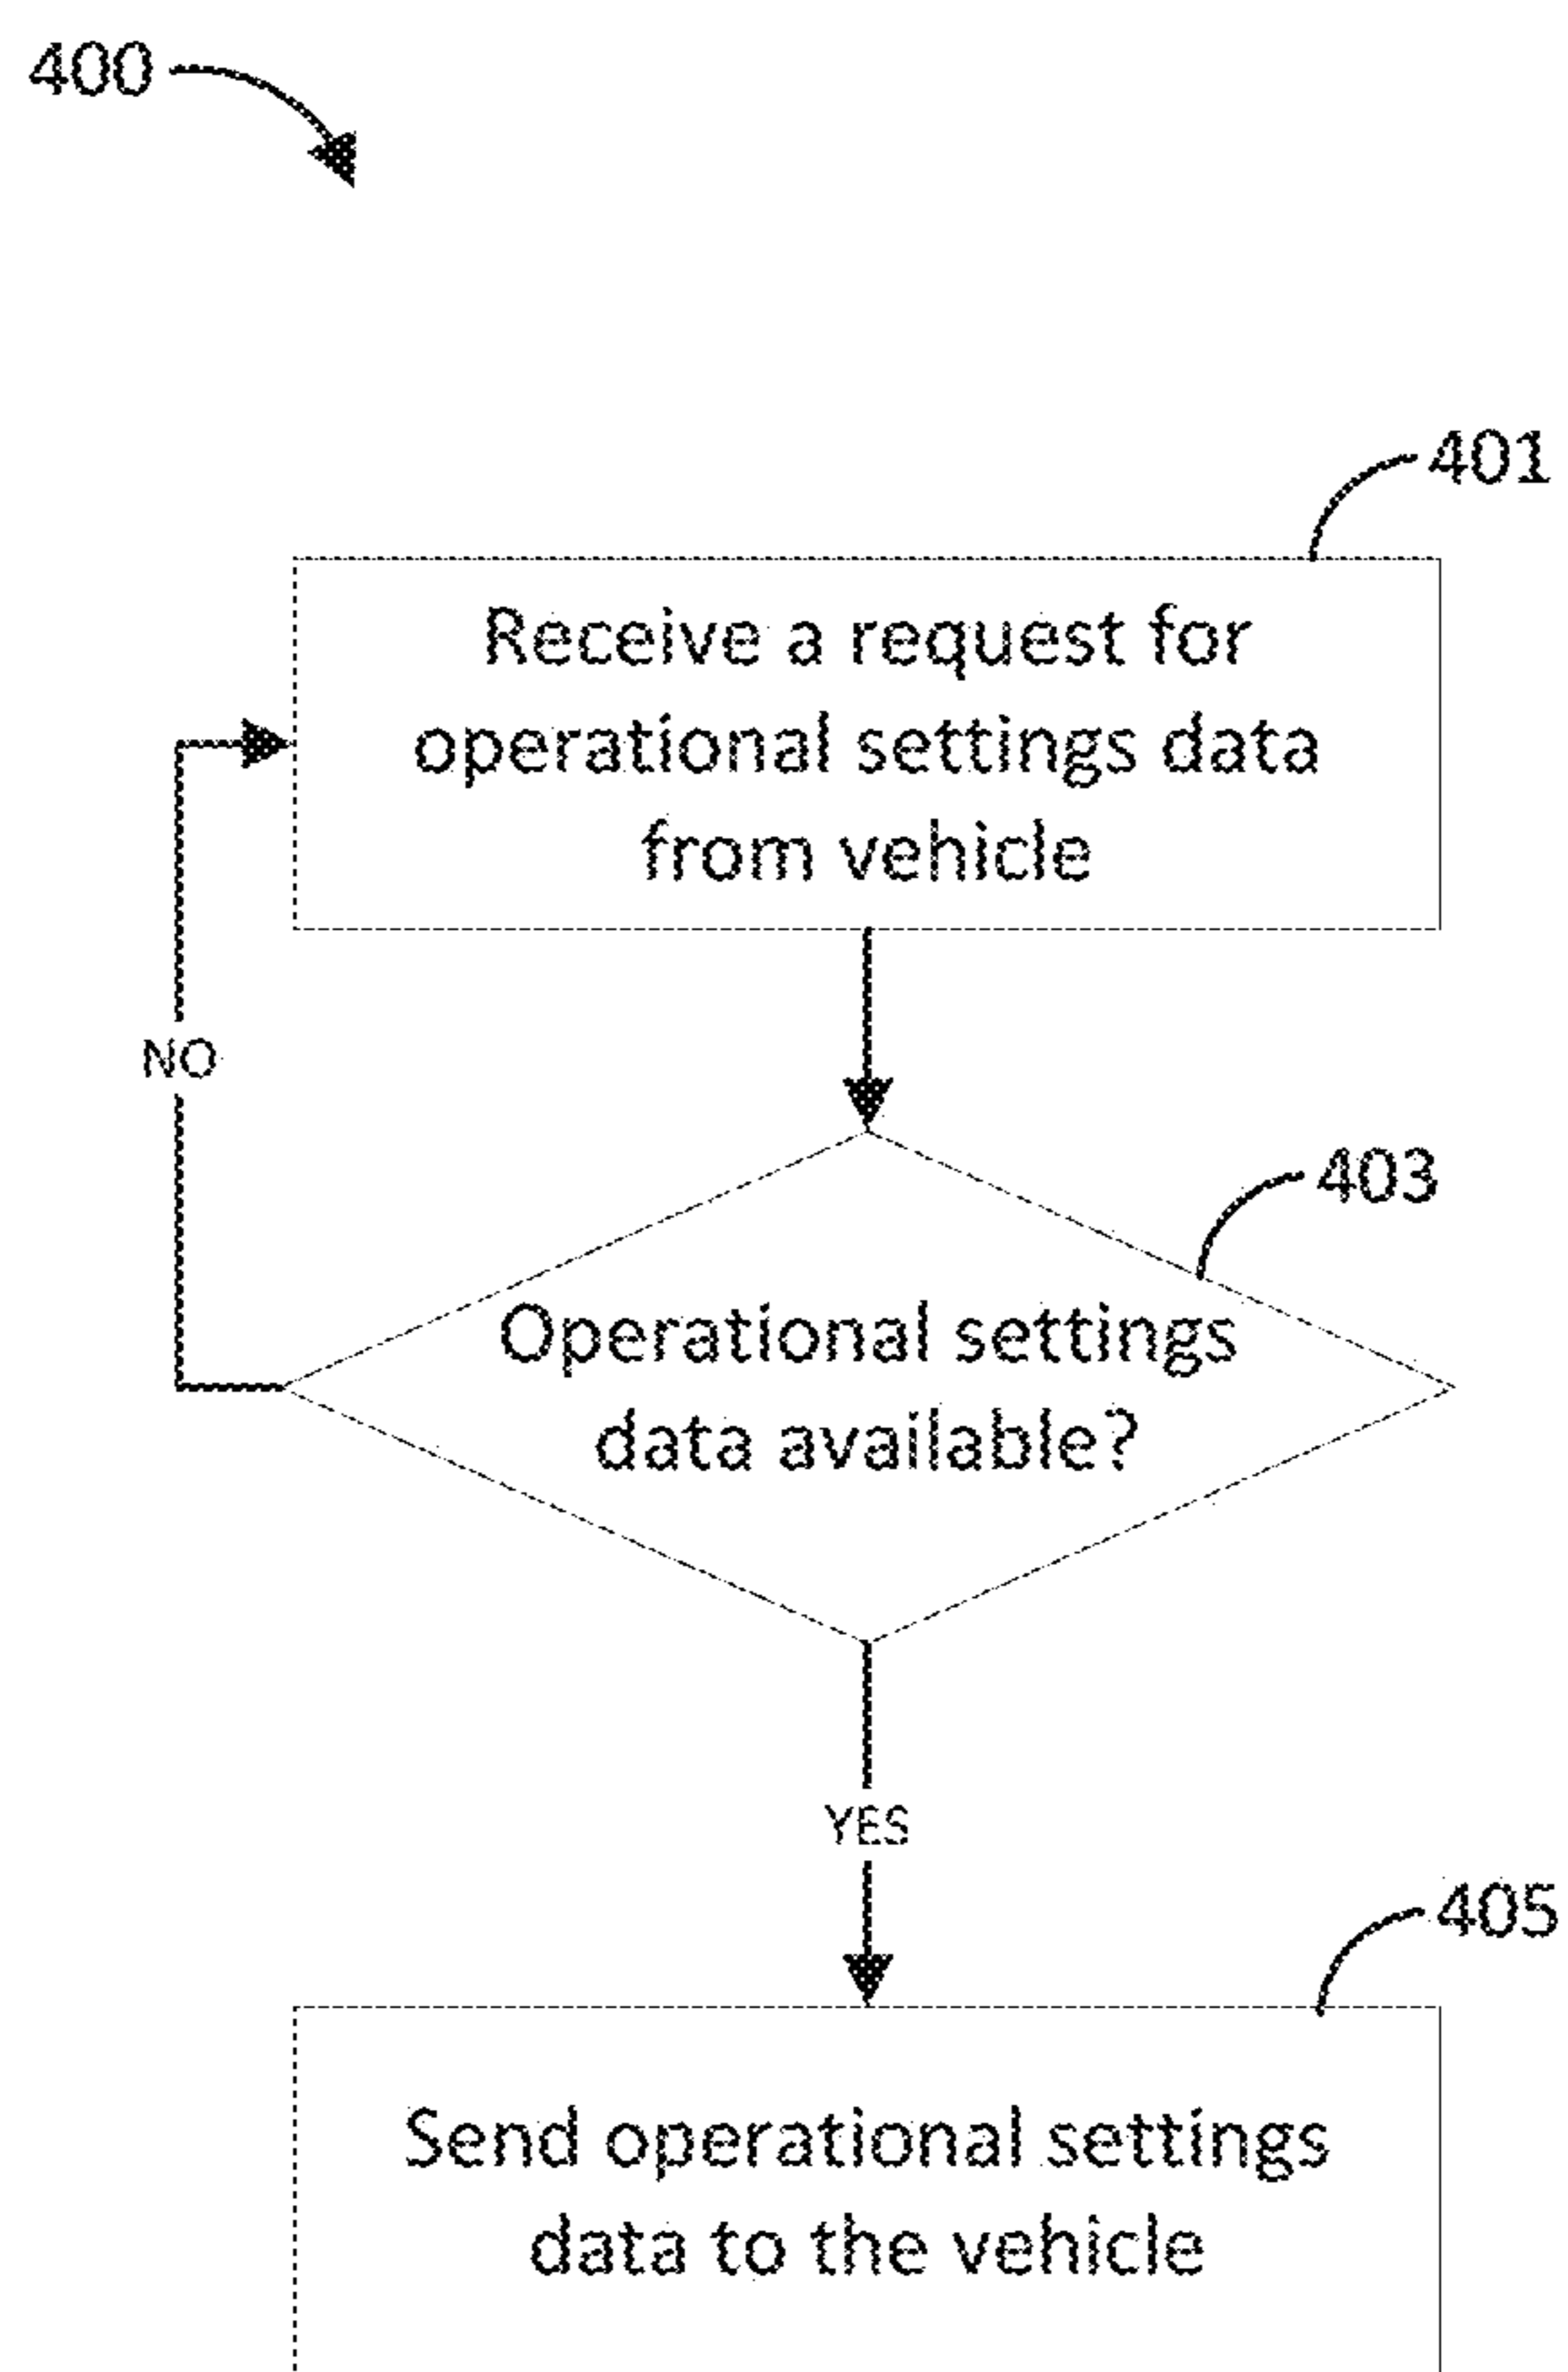 400
401
Receive a request for
operational settings data
from vehicle
NO
403
Operational settings
data available?
YES
405
Send operational settings
data to the vehicle